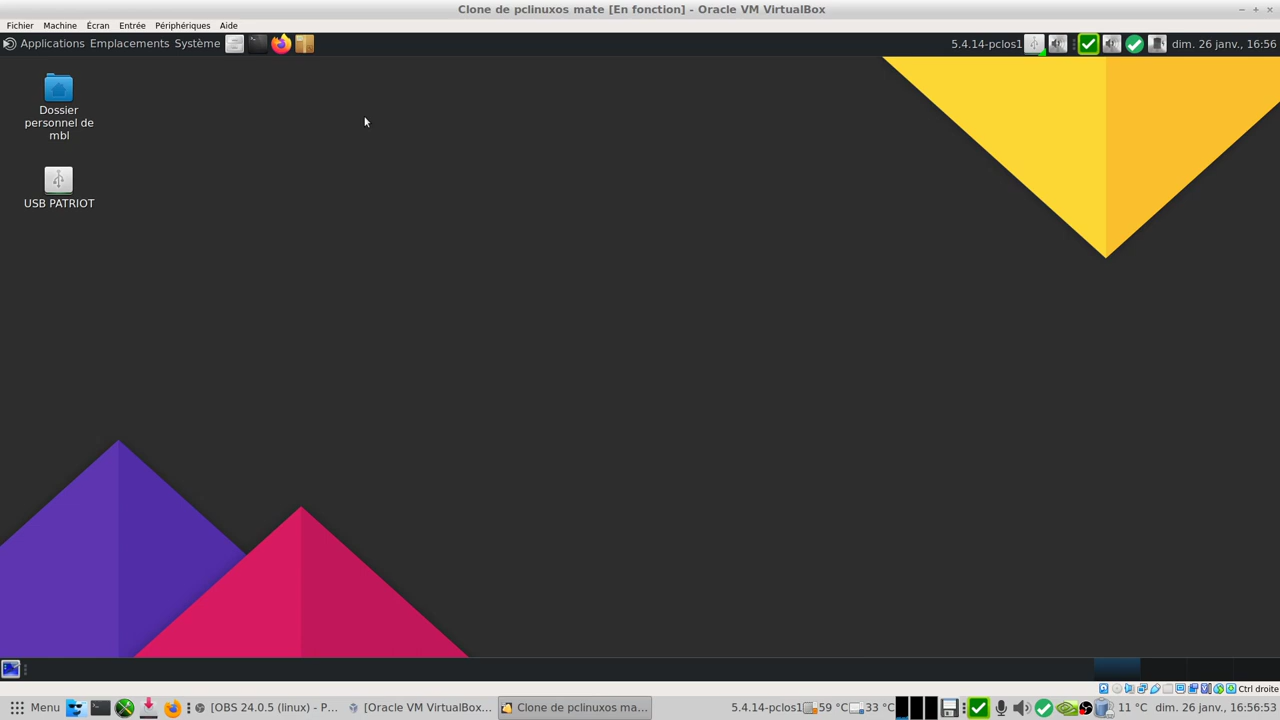 Clone de pclinuxos mate [En fonction] - Oracle VM VirtualBox
Fichier Machine Écran Entrée Périphériques Aide
Applications Emplacements Système 5.4.14-pclos1 dim. 26 janv., 16:56
Dossier
personnel de
mbl
USB PATRIOT
Ctrl droite
Menu [OBS 24.0.5 (linux) - P... [Oracle VM VirtualBox... Clone de pclinuxos ma... 5.4.14-pclos1 59 °C 33 °C 11 °C dim. 26 janv., 16:56:53